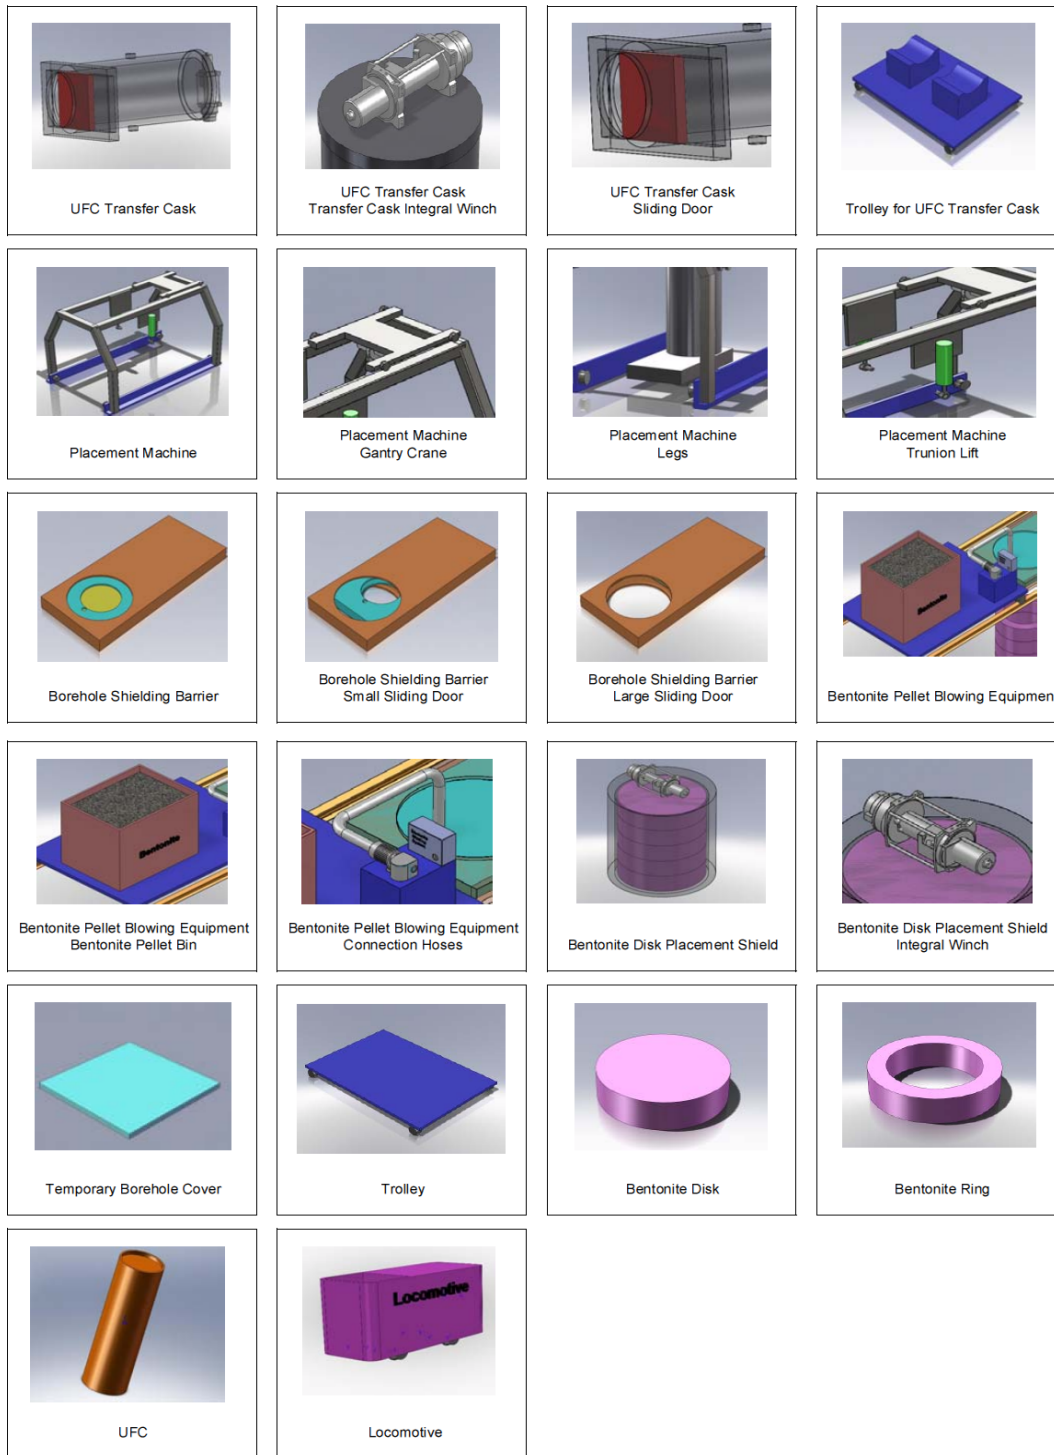 UFC Transfer Cask
UFC Transfer Cask
Transfer Cask Integral Winch
UFC Transfer Cask
Sliding Door
Trolley for UFC Transfer Cask
Placement Machine
Placement Machine
Gantry Crane
Placement Machine
Legs
Placement Machine
Trunion Lift
Borehole Shielding Barrier
Borehole Shielding Barrier
Small Sliding Door
Borehole Shielding Barrier
Large Sliding Door
Bentonite
Bentonite Pellet Blowing Equipmen
Bentonite
Bentonite Pellet Blowing Equipment
Bentonite Pellet Bin
Bentonite Pellet Blowing Equipment
Connection Hoses
Bentonite Disk Placement Shield
Bentonite Disk Placement Shield
Integral Winch
Temporary Borehole Cover
Trolley
Bentonite Disk
Bentonite Ring
UFC
Locomotive
Locomotive